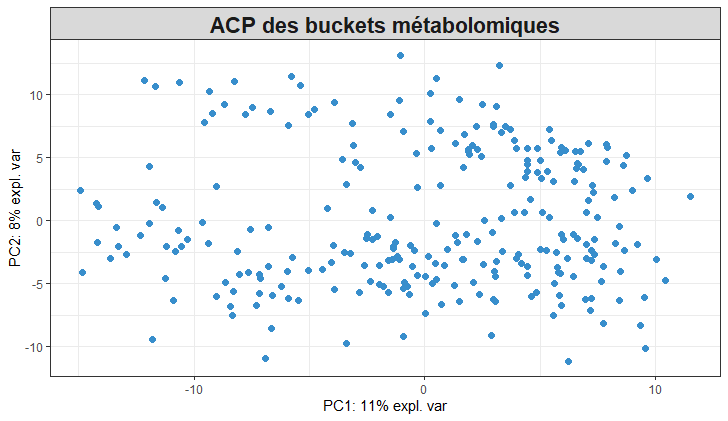 ACP des buckets métabolomiques
10
5
0
-5
-10
PC2: 8% expl. var
-10
0
10
PC1: 11% expl. var